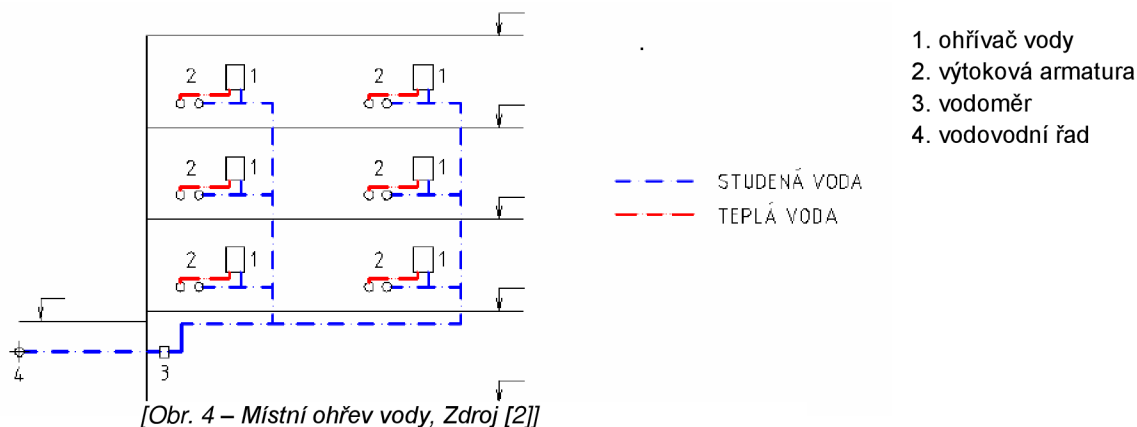 2 1 2 1
2 1 2 1
2 1 2 1
4 3
1. ohřívač vody
2. výtoková armatura
3. vodoměr
4. vodovodní řad
STUDENÁ VODA
TEPLÁ VODA
[Obr. 4 – Místní ohřev vody, Zdroj [2]]